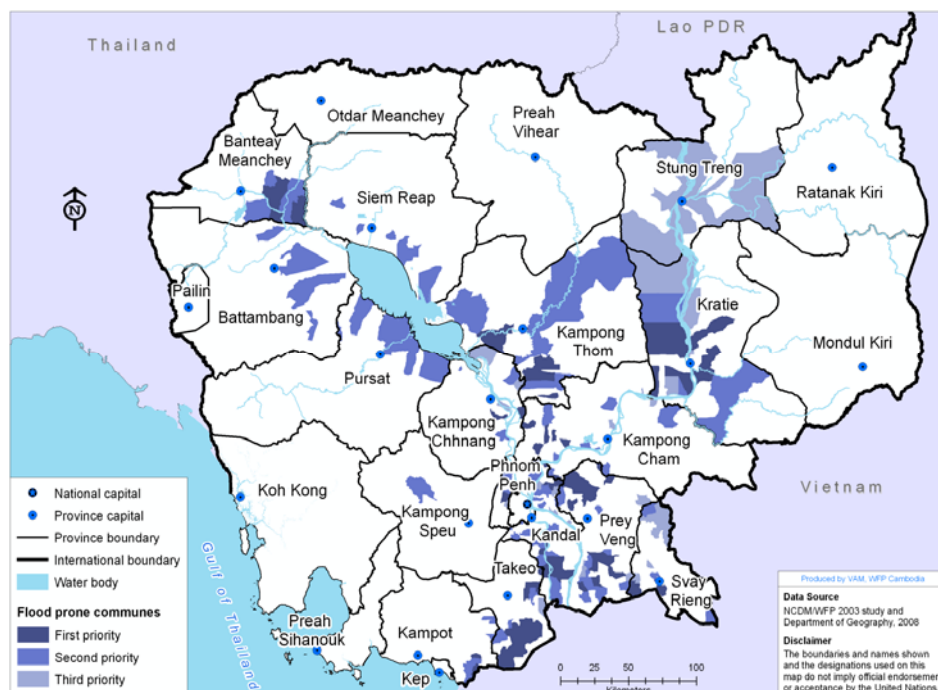 Thailand
Lao PDR
Otdar Meanchey
Preah
Vihear
Banteay
Meanchey
Stung Treng
Ratanak Kiri
Siem Reap
N
Pailin
Battambang
Kratie
Kampong
Thom
Mondul Kiri
Pursat
Kampong
Chhnang
Kampong
Cham
Phnom
Penh
Vietnam
Koh Kong
Kampong
Speu
Prey
Veng
Kandal
Takeo
Svay
Rieng
Gulf of Thailand
Preah
Sihanouk
Kampot
Kep
National capital
Province capital
Province boundary
International boundary
Water body
Flood prone communes
First priority
Second priority
Third priority
0 25 50 100
Kilometers
Produced by VAM, WFP Cambodia
Data Source
NCDM/WFP 2003 study and
Department of Geography, 2008
Disclaimer
The boundaries and names shown
and the designations used on this
map do not imply official endorsemen
or acceptance by the United Nations